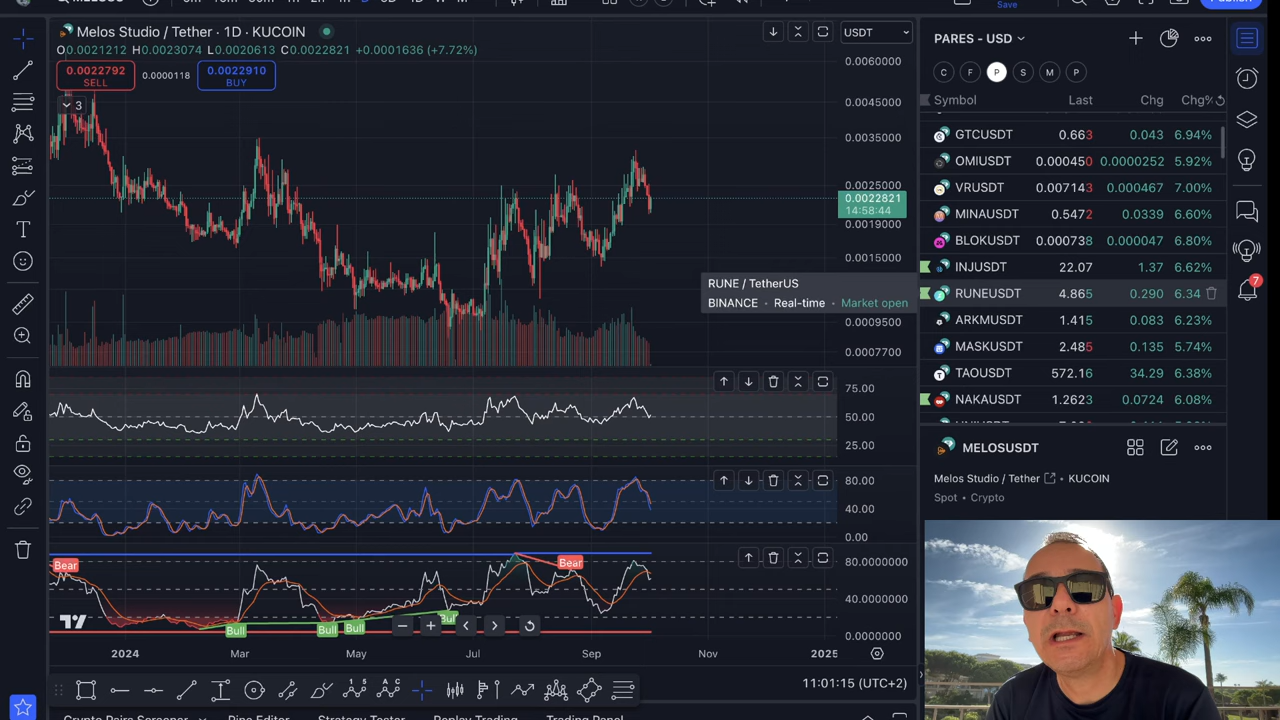 Save
Publish
Melos Studio / Tether · 1D · KUCOIN
O0.0021212 H0.0023074 L0.0020613 C0.0022821 +0.0001636 (+7.72%)
0.0022792
SELL
0.0000118
0.0022910
BUY
3
USDT
0.0060000
0.0045000
0.0035000
0.0025000
0.0022821
14:58:44
0.0019000
0.0015000
0.0009500
0.0007700
RUNE / TetherUS
BINANCE • Real-time • Market open
75.00
50.00
25.00
80.00
40.00
0.00
Bear
Bear
80.0000000
40.0000000
0.0000000
Bull
Bull
Bull
Bul
2024
Mar
May
Jul
Sep
Nov
2025
11:01:15 (UTC+2)
Crypto Pairs Screener
Pine Editor
Strategy Tester
Replay Trading
Trading Panel
PARES - USD
C F P S M P
Symbol Last Chg Chg%
GTCUSDT 0.663 0.043 6.94%
OMIUSDT 0.000450 0.0000252 5.92%
VRUSDT 0.007143 0.000467 7.00%
MINAUSDT 0.5472 0.0339 6.60%
BLOKUSDT 0.000738 0.000047 6.80%
INJUSDT 22.07 1.37 6.62%
RUNEUSDT 4.865 0.290 6.34
ARKMUSDT 1.415 0.083 6.23%
MASKUSDT 2.485 0.135 5.74%
TAOUSDT 572.16 34.29 6.38%
NAKAUSDT 1.2623 0.0724 6.08%
MELOSUSDT
Melos Studio / Tether • KUCOIN
Spot • Crypto
7